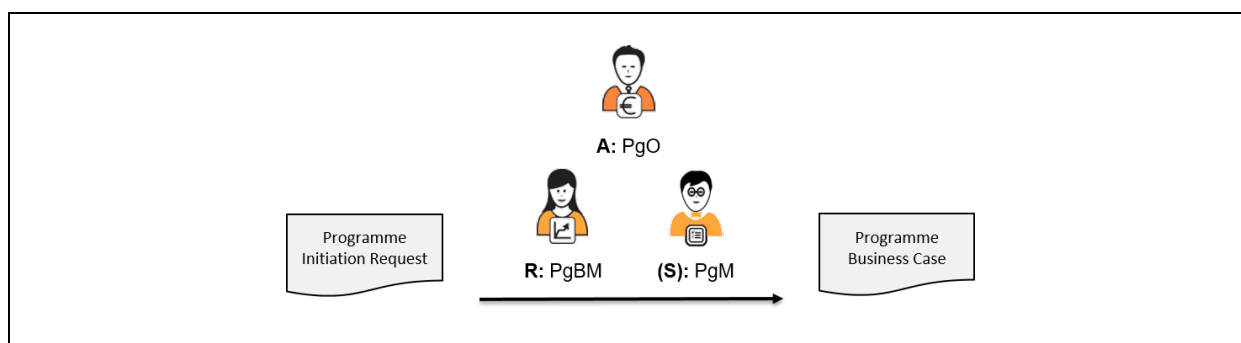 €
A: PgO
Programme
Initiation Request
R: PgBM
(S): PgM
Programme
Business Case